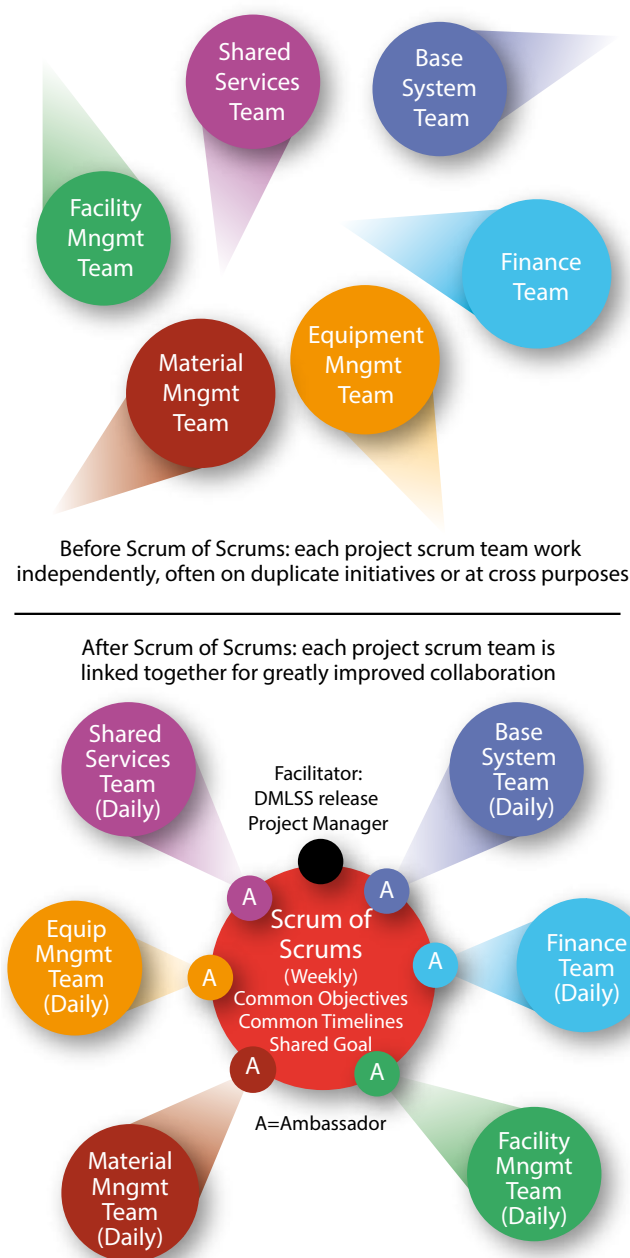 Shared
Services
Team
Base
System
Team
Facility
Mngmt
Team
Finance
Team
Material
Mngmt
Team
Equipment
Mngmt
Team
Before Scrum of Scrums: each project scrum team work
independently, often on duplicate initiatives or at cross purposes
After Scrum of Scrums: each project scrum team is
linked together for greatly improved collaboration
Shared
Services
Team
(Daily)
Facilitator:
DMLSS release
Project Manager
Base
System
Team
(Daily)
A
A
Equip
Mngmt
Team
(Daily)
A
Scrum of
Scrums
(Weekly)
Common Objectives
Common Timelines
Shared Goal
A
Finance
Team
(Daily)
A
A
A=Ambassador
Material
Mngmt
Team
(Daily)
Facility
Mngmt
Team
(Daily)